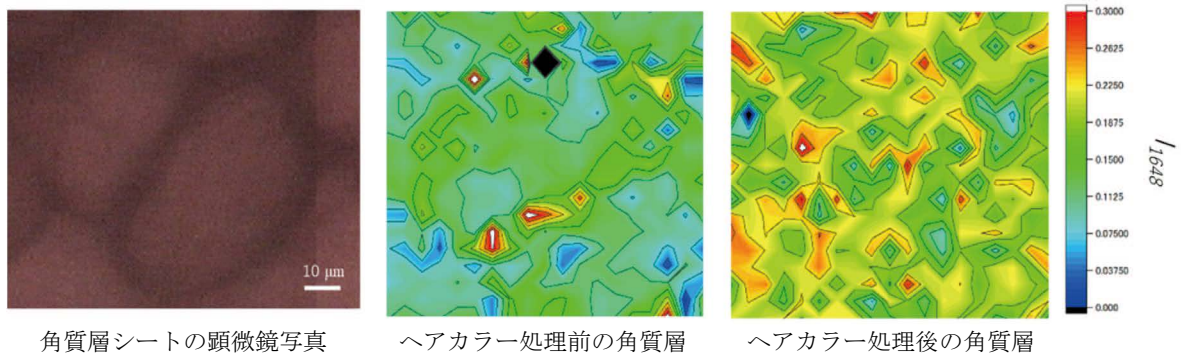 10 μm
0.3000
0.2625
0.2250
0.1875
0.1500
0.1125
0.07500
0.03750
0.000
I1648
角質層シートの顕微鏡写真
ヘアカラー処理前の角質層
ヘアカラー処理後の角質層